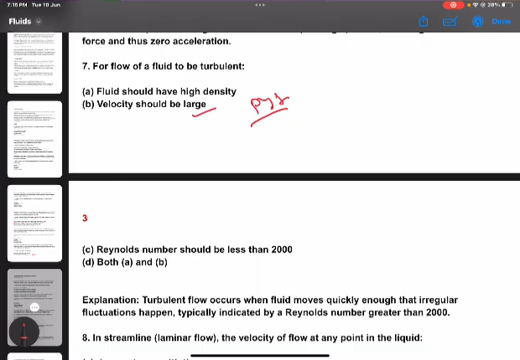 7:15 PM Tue 10 Jun
28%
Fluids
Done
force and thus zero acceleration.
7. For flow of a fluid to be turbulent:
(a) Fluid should have high density
(b) Velocity should be large
3
(c) Reynolds number should be less than 2000
(d) Both (a) and (b)
Explanation: Turbulent flow occurs when fluid moves quickly enough that irregular
fluctuations happen, typically indicated by a Reynolds number greater than 2000.
8. In streamline (laminar flow), the velocity of flow at any point in the liquid: